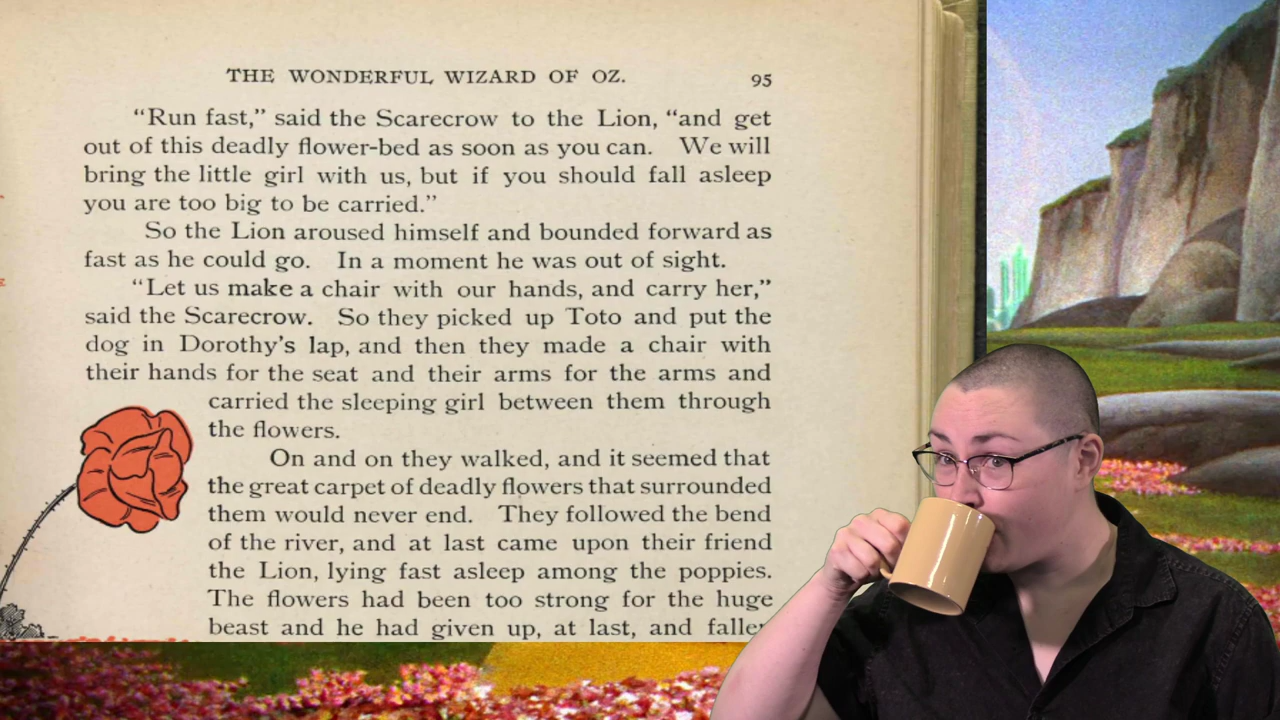 THE WONDERFUL WIZARD OF OZ.
95
“Run fast,” said the Scarecrow to the Lion, “and get
out of this deadly flower-bed as soon as you can. We will
bring the little girl with us, but if you should fall asleep
you are too big to be carried.”
So the Lion aroused himself and bounded forward as
fast as he could go. In a moment he was out of sight.
“Let us make a chair with our hands, and carry her,”
said the Scarecrow. So they picked up Toto and put the
dog in Dorothy’s lap, and then they made a chair with
their hands for the seat and their arms for the arms and
carried the sleeping girl between them through
the flowers.
On and on they walked, and it seemed that
the great carpet of deadly flowers that surrounded
them would never end. They followed the bend
of the river, and at last came upon their friend
the Lion, lying fast asleep among the poppies.
The flowers had been too strong for the huge
beast and he had given up, at last, and fallen